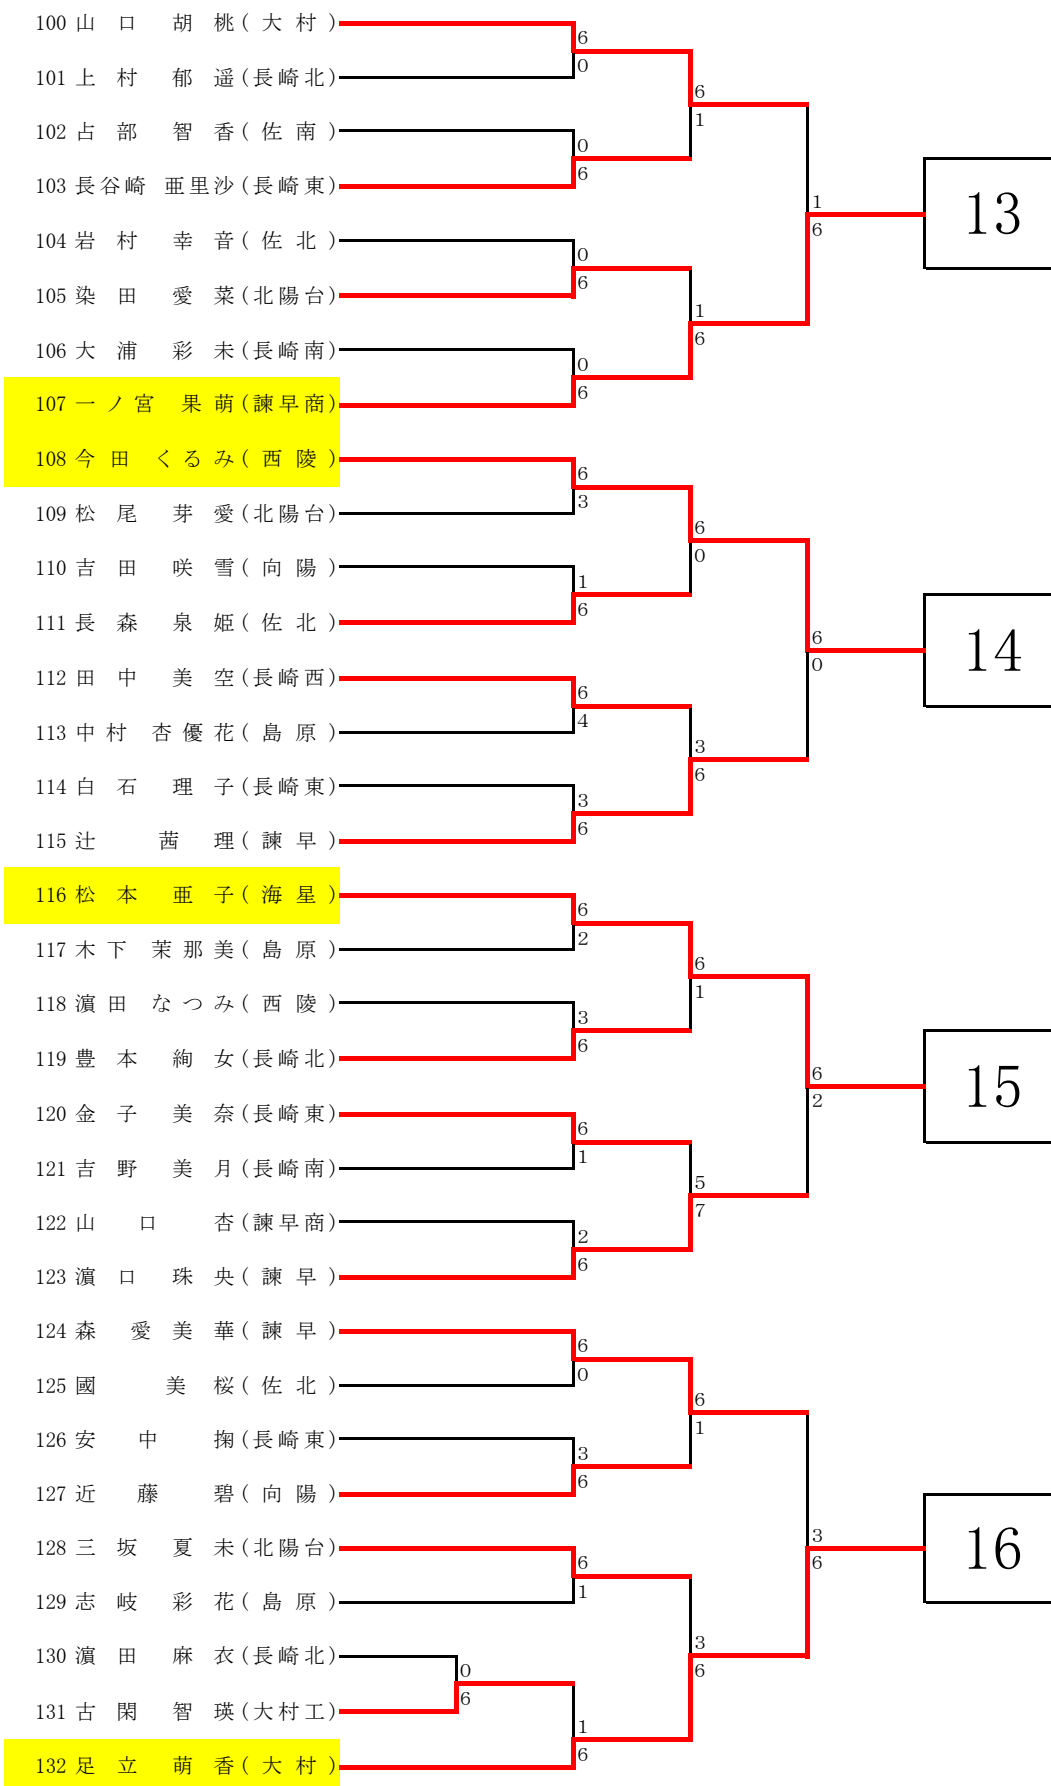 100 山口 胡桃(大村)
6
0
101 上村 郁遥(長崎北)
6
1
102 占部 智香(佐南)
0
6
103 長谷崎 亜里沙(長崎東)
1
6
13
104 岩村 幸音(佐北)
0
6
105 染田 愛菜(北陽台)
1
6
106 大浦 彩未(長崎南)
0
6
107 一ノ宮 果萌(諫早商)
108 今田 くるみ(西陵)
6
3
109 松尾 芽愛(北陽台)
6
0
110 吉田 咲雪(向陽)
1
6
111 長森 泉姫(佐北)
6
0
14
112 田中 美空(長崎西)
6
4
113 中村 杏優花(島原)
3
6
114 白石 理子(長崎東)
3
6
115 辻 茜理(諫早)
116 松本 亜子(海星)
6
2
117 木下 茉那美(島原)
6
1
118 濵田 なつみ(西陵)
3
6
119 豊本 絢女(長崎北)
6
2
15
120 金子 美奈(長崎東)
6
1
121 吉野 美月(長崎南)
5
7
122 山口 杏(諫早商)
2
6
123 濵口 珠央(諫早)
124 森 愛美華(諫早)
6
0
125 國 美桜(佐北)
6
1
126 安中 掬(長崎東)
3
6
127 近藤 碧(向陽)
3
6
16
128 三坂 夏未(北陽台)
6
1
129 志岐 彩花(島原)
3
6
130 濵田 麻衣(長崎北)
0
6
131 古閑 智瑛(大村工)
1
6
132 足立 萌香(大村)